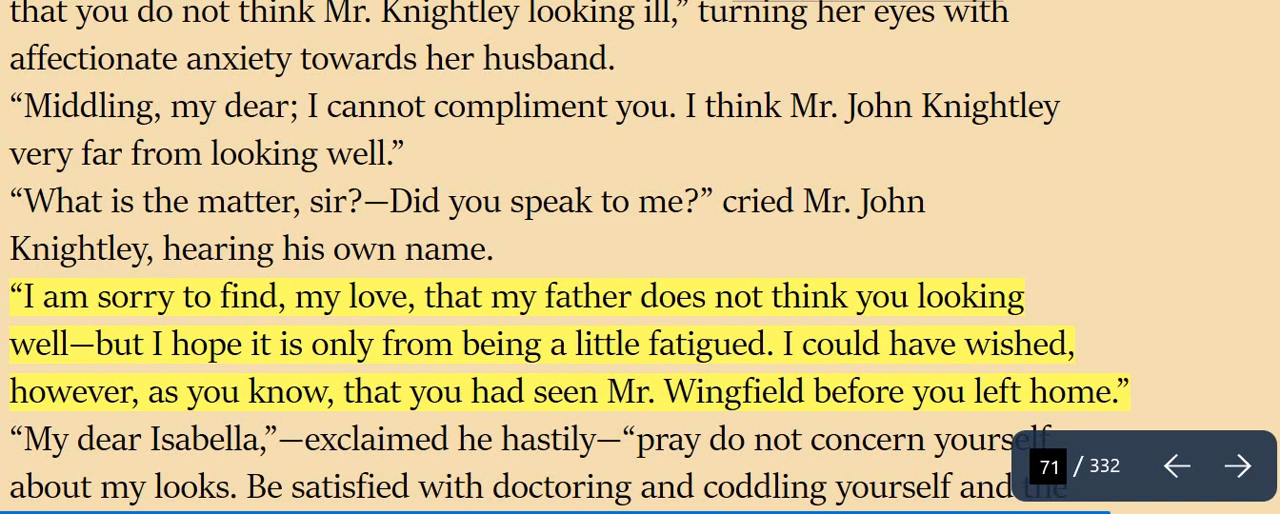 that you do not think Mr. Knightley looking ill,” turning her eyes with
affectionate anxiety towards her husband.
“Middling, my dear; I cannot compliment you. I think Mr. John Knightley
very far from looking well.”
“What is the matter, sir?—Did you speak to me?” cried Mr. John
Knightley, hearing his own name.
“I am sorry to find, my love, that my father does not think you looking
well—but I hope it is only from being a little fatigued. I could have wished,
however, as you know, that you had seen Mr. Wingfield before you left home.”
“My dear Isabella,”—exclaimed he hastily—“pray do not concern yourself
about my looks. Be satisfied with doctoring and coddling yourself and the
71 / 332